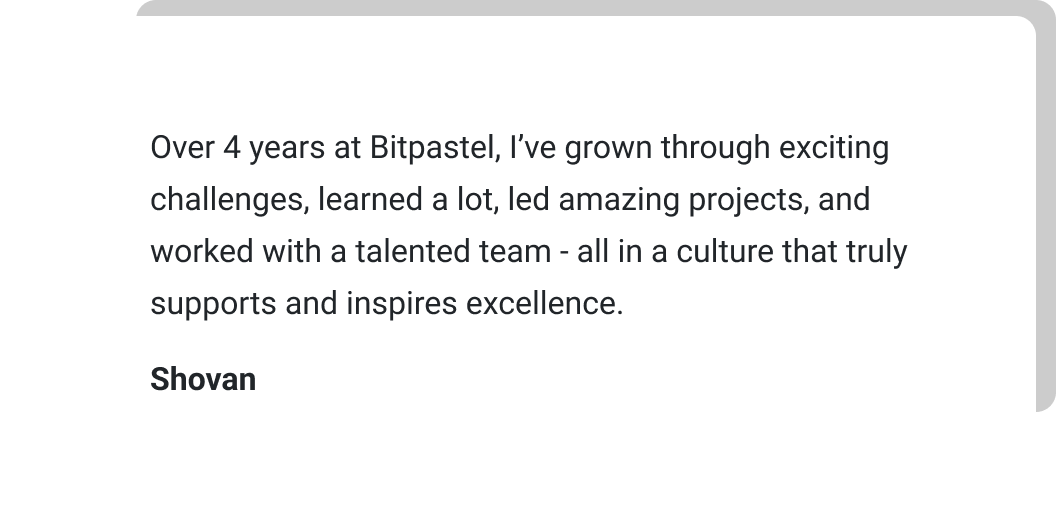 Over 4 years at Bitpastel, I’ve grown through exciting
challenges, learned a lot, led amazing projects, and
worked with a talented team - all in a culture that truly
supports and inspires excellence.
Shovan